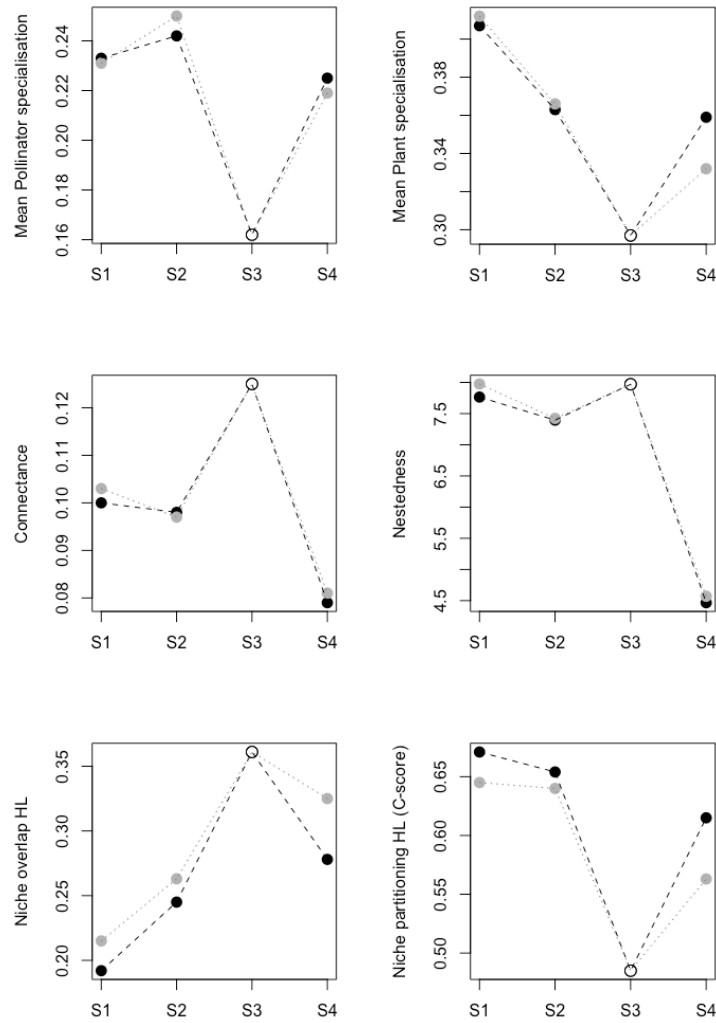 Mean Pollinator specialisation
0.24
0.22
0.20
0.18
0.16
S1 S2 S3 S4
Mean Plant specialisation
0.38
0.34
0.30
S1 S2 S3 S4
Connectance
0.12
0.11
0.10
0.09
0.08
S1 S2 S3 S4
Nestedness
7.5
6.5
5.5
4.5
S1 S2 S3 S4
Niche overlap HL
0.35
0.30
0.25
0.20
S1 S2 S3 S4
Niche partitioning HL (C-score)
0.65
0.60
0.55
0.50
S1 S2 S3 S4